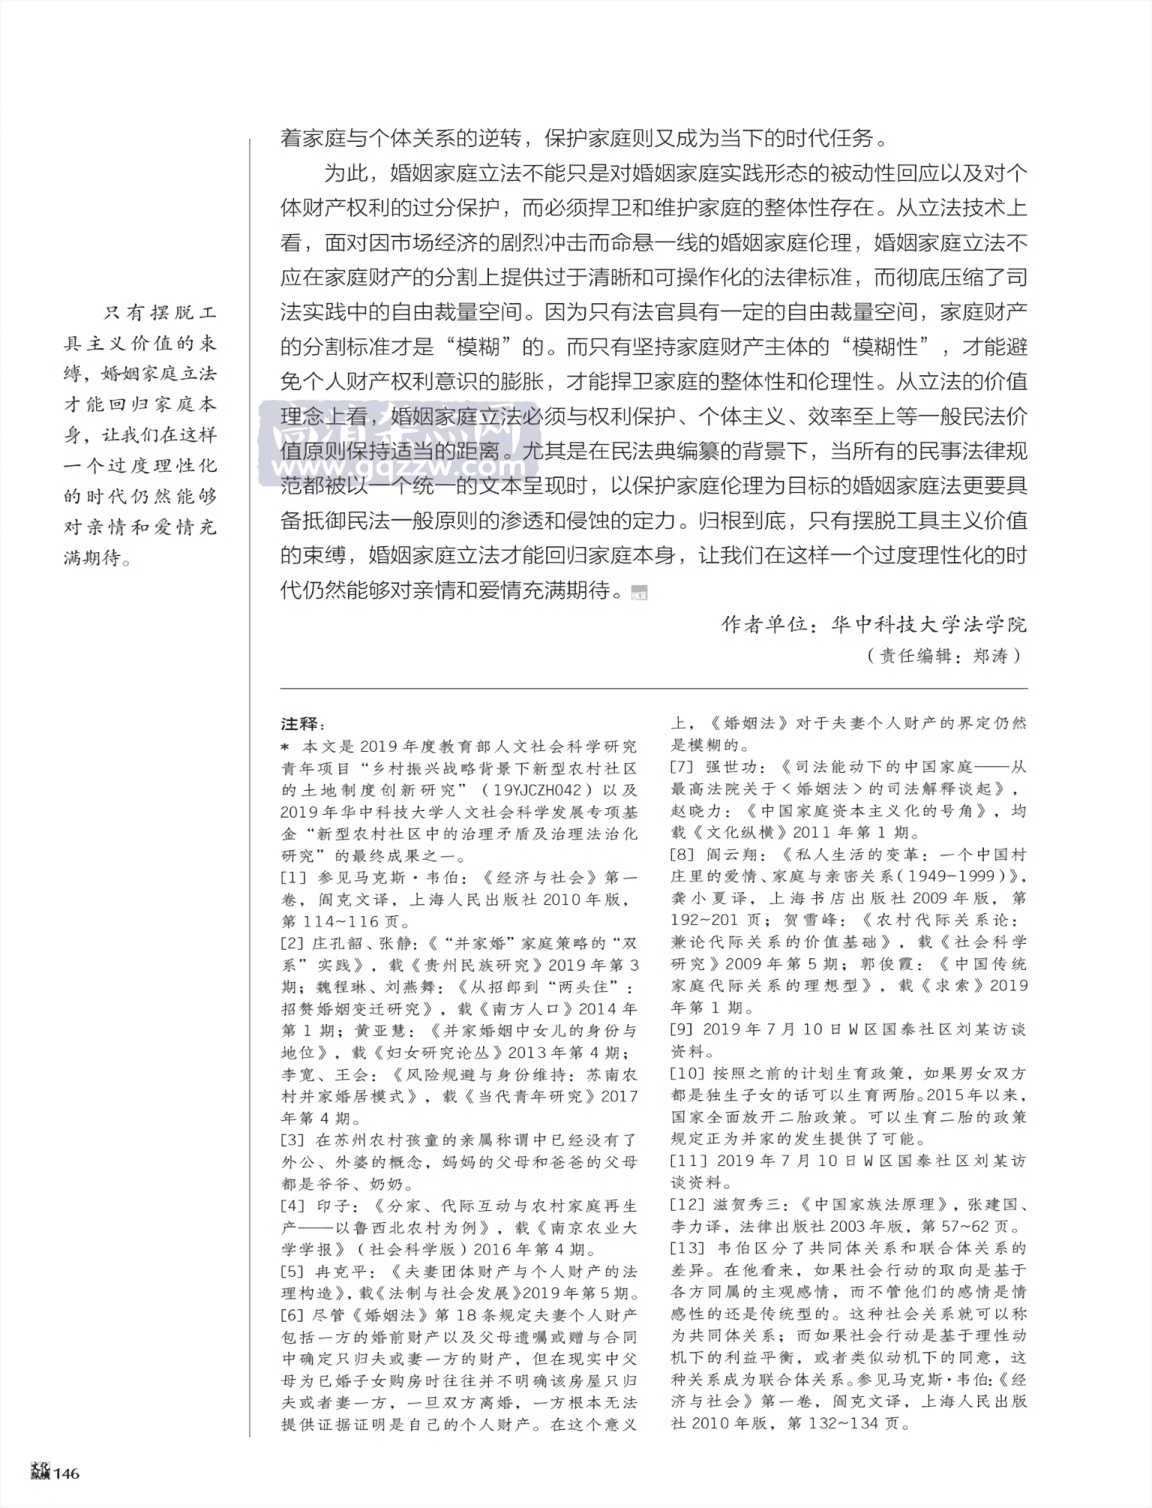 着家庭与个体关系的逆转，保护家庭则又成为当下的时代任务。
为此，婚姻家庭立法不能只是对婚姻家庭实践形态的被动性回应以及对个
体财产权利的过分保护，而必须捍卫和维护家庭的整体性存在。从立法技术上
看，面对因市场经济的剧烈冲击而命悬一线的婚姻家庭伦理，婚姻家庭立法不
应在家庭财产的分割上提供过于清晰和可操作化的法律标准，而彻底压缩了司
法实践中的自由裁量空间。因为只有法官具有一定的自由裁量空间，家庭财产
的分割标准才是“模糊”的。而只有坚持家庭财产主体的“模糊性”，才能避
免个人财产权利意识的膨胀，才能捍卫家庭的整体性和伦理性。从立法的价值
理念上看，婚姻家庭立法必须与权利保护、个体主义、效率至上等一般民法价
值原则保持适当的距离。尤其是在民法典编纂的背景下，当所有的民事法律规
范都被以一个统一的文本呈现时，以保护家庭伦理为目标的婚姻家庭法更要具
备抵御民法一般原则的渗透和侵蚀的定力。归根到底，只有摆脱工具主义价值
的束缚，婚姻家庭立法才能回归家庭本身，让我们在这样一个过度理性化的时
代仍然能够对亲情和爱情充满期待。
www.gqzzw.com
作者单位：华中科技大学法学院
（责任编辑：郑涛）
只有摆脱工
具主义价值的束
缚，婚姻家庭立法
才能回归家庭本
身，让我们在这样
一个过度理性化
的时代仍然能够
对亲情和爱情充
满期待。
注释：
* 本文是2019年度教育部人文社会科学研究
青年项目“乡村振兴战略背景下新型农村社区
的土地制度创新研究”（19YJCZH042）以及
2019年华中科技大学人文社会科学发展专项基
金“新型农村社区中的治理矛盾及治理法治化
研究”的最终成果之一。
[1] 参见马克斯·韦伯：《经济与社会》第一
卷，阎克文译，上海人民出版社2010年版，
第114~116页。
[2] 庄孔韶、张静：《“并家婚”家庭策略的“双
系”实践》，载《贵州民族研究》2019年第3
期；魏程琳、刘燕舞：《从招郎到“两头住”：
招赘婚姻变迁研究》，载《南方人口》2014年
第1期；黄亚慧：《并家婚姻中女儿的身份与
地位》，载《妇女研究论丛》2013年第4期；
李宽、王会：《风险规避与身份维持：苏南农
村并家婚居模式》，载《当代青年研究》2017
年第4期。
[3] 在苏州农村孩童的亲属称谓中已经没有了
外公、外婆的概念，妈妈的父母和爸爸的父母
都是爷爷、奶奶。
[4] 印子：《分家、代际互动与农村家庭再生
产——以鲁西北农村为例》，载《南京农业大
学学报》（社会科学版）2016年第4期。
[5] 冉克平：《夫妻团体财产与个人财产的法
理构造》，载《法制与社会发展》2019年第5期。
[6] 尽管《婚姻法》第18条规定夫妻个人财产
包括一方的婚前财产以及父母遗嘱或赠与合同
中确定只归夫或妻一方的财产，但在现实中父
母为已婚子女购房时往往并不明确该房屋只归
夫或者妻一方，一旦双方离婚，一方根本无法
提供证据证明是自己的个人财产。在这个意义
上，《婚姻法》对于夫妻个人财产的界定仍然
是模糊的。
[7] 强世功：《司法能动下的中国家庭——从
最高法院关于<婚姻法>的司法解释谈起》，
赵晓力：《中国家庭资本主义化的号角》，均
载《文化纵横》2011年第1期。
[8] 阎云翔：《私人生活的变革：一个中国村
庄里的爱情、家庭与亲密关系(1949-1999)》，
龚小夏译，上海书店出版社2009年版，第
192~201页；贺雪峰：《农村代际关系论：
兼论代际关系的价值基础》，载《社会科学
研究》2009年第5期；郭俊霞：《中国传统
家庭代际关系的理想型》，载《求索》2019
年第1期。
[9] 2019年7月10日W区国泰社区刘某访谈
资料。
[10] 按照之前的计划生育政策，如果男女双方
都是独生子女的话可以生育两胎。2015年以来，
国家全面放开二胎政策。可以生育二胎的政策
规定正为并家的发生提供了可能。
[11] 2019年7月10日W区国泰社区刘某访
谈资料。
[12] 滋贺秀三：《中国家族法原理》，张建国、
李力译，法律出版社2003年版，第57~62页。
[13] 韦伯区分了共同体关系和联合体关系的
差异。在他看来，如果社会行动的取向是基于
各方同属的主观感情，而不管他们的感情是情
感性的还是传统型的。这种社会关系就可以称
为共同体关系；而如果社会行动是基于理性动
机下的利益平衡，或者类似动机下的同意，这
种关系成为联合体关系。参见马克斯·韦伯：《经
济与社会》第一卷，阎克文译，上海人民出版
社2010年版，第132~134页。
文化纵横 146